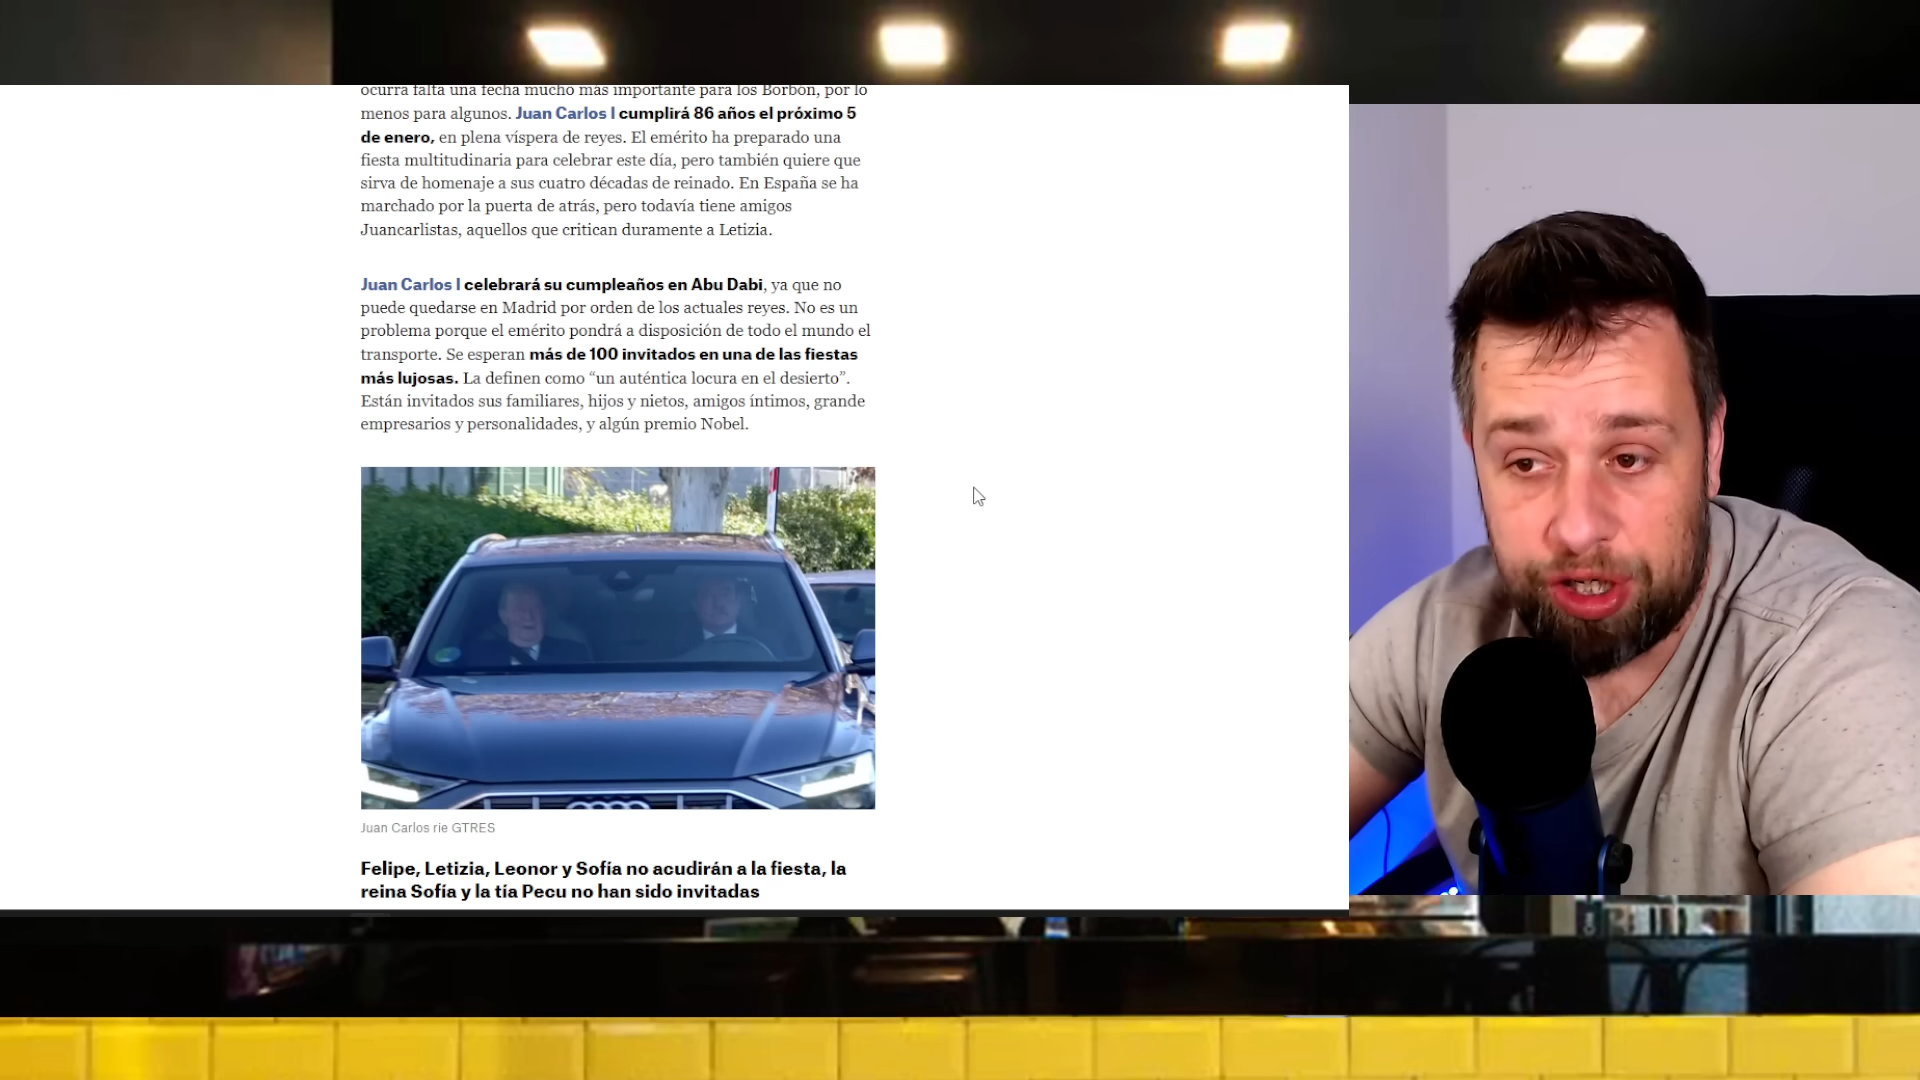 ocurra falta una fecha mucho más importante para los Borbón, por lo
menos para algunos. Juan Carlos I cumplirá 86 años el próximo 5
de enero, en plena víspera de reyes. El emérito ha preparado una
fiesta multitudinaria para celebrar este día, pero también quiere que
sirva de homenaje a sus cuatro décadas de reinado. En España se ha
marchado por la puerta de atrás, pero todavía tiene amigos
Juancarlistas, aquellos que critican duramente a Letizia.
Juan Carlos I celebrará su cumpleaños en Abu Dabi, ya que no
puede quedarse en Madrid por orden de los actuales reyes. No es un
problema porque el emérito pondrá a disposición de todo el mundo el
transporte. Se esperan más de 100 invitados en una de las fiestas
más lujosas. La definen como “un auténtica locura en el desierto”.
Están invitados sus familiares, hijos y nietos, amigos íntimos, grande
empresarios y personalidades, y algún premio Nobel.
Juan Carlos rie GTRES
Felipe, Letizia, Leonor y Sofía no acudirán a la fiesta, la
reina Sofía y la tía Pecu no han sido invitadas